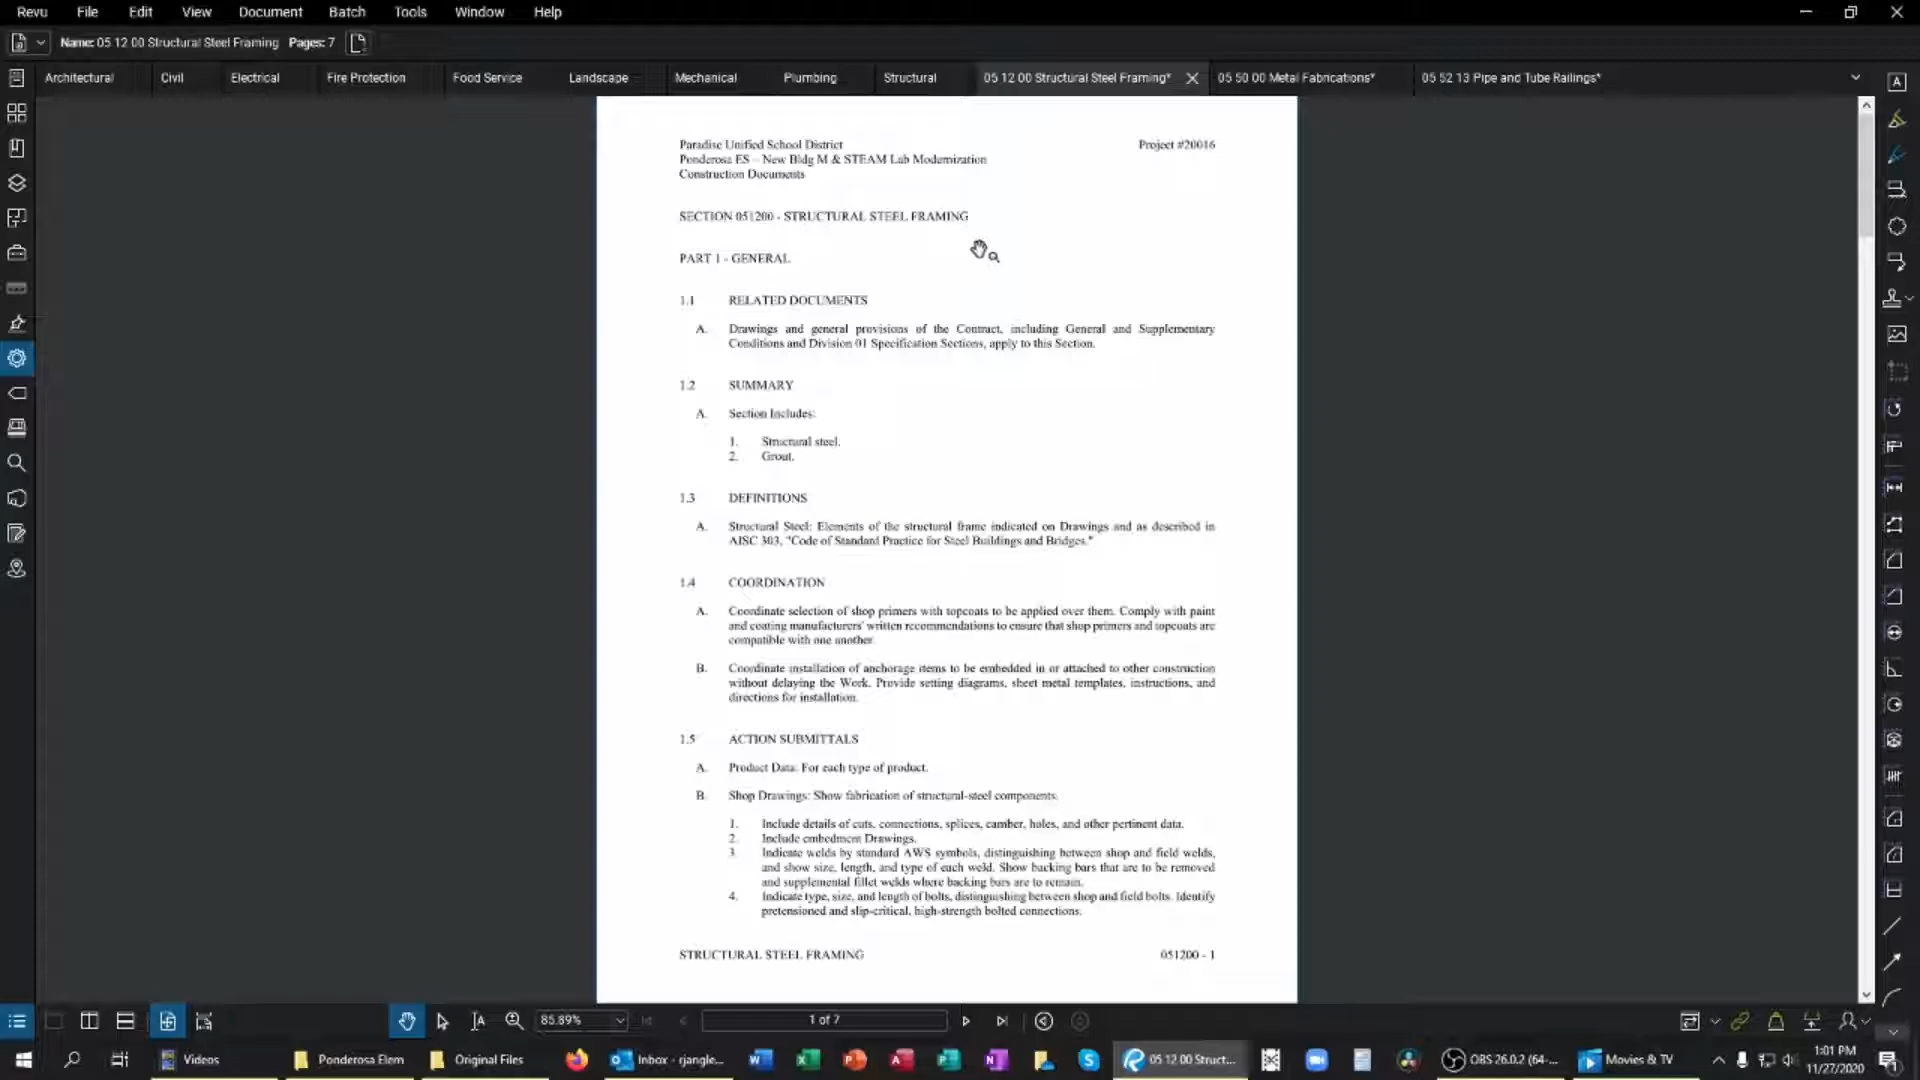 Revu File Edit View Document Batch Tools Window Help
Name: 05 12 00 Structural Steel Framing Pages: 7
Architectural Civil Electrical Fire Protection Food Service Landscape Mechanical Plumbing Structural 05 12 00 Structural Steel Framing* 05 50 00 Metal Fabrications* 05 52 13 Pipe and Tube Railings*
Paradise Unified School District Project #20016
Ponderosa ES – New Bldg M & STEAM Lab Modernization
Construction Documents
SECTION 051200 - STRUCTURAL STEEL FRAMING
PART 1 - GENERAL
1.1 RELATED DOCUMENTS
A. Drawings and general provisions of the Contract, including General and Supplementary
Conditions and Division 01 Specification Sections, apply to this Section.
1.2 SUMMARY
A. Section Includes:
1. Structural steel.
2. Grout.
1.3 DEFINITIONS
A. Structural Steel: Elements of the structural frame indicated on Drawings and as described in
AISC 303, "Code of Standard Practice for Steel Buildings and Bridges."
1.4 COORDINATION
A. Coordinate selection of shop primers with topcoats to be applied over them. Comply with paint
and coating manufacturers' written recommendations to ensure that shop primers and topcoats are
compatible with one another.
B. Coordinate installation of anchorage items to be embedded in or attached to other construction
without delaying the Work. Provide setting diagrams, sheet metal templates, instructions, and
directions for installation.
1.5 ACTION SUBMITTALS
A. Product Data: For each type of product.
B. Shop Drawings: Show fabrication of structural-steel components.
1. Include details of cuts, connections, splices, camber, holes, and other pertinent data.
2. Include embedment Drawings.
3. Indicate welds by standard AWS symbols, distinguishing between shop and field welds,
and show size, length, and type of each weld. Show backing bars that are to be removed
and supplemental fillet welds where backing bars are to remain.
4. Indicate type, size, and length of bolts, distinguishing between shop and field bolts. Identify
pretensioned and slip-critical, high-strength bolted connections.
STRUCTURAL STEEL FRAMING 051200 - 1
85.89% 1 of 7
Videos Ponderosa Elem Original Files Inbox - rjangle... 05 12 00 Struct... OBS 26.0.2 (64-... Movies & TV 1:01 PM
11/27/2020